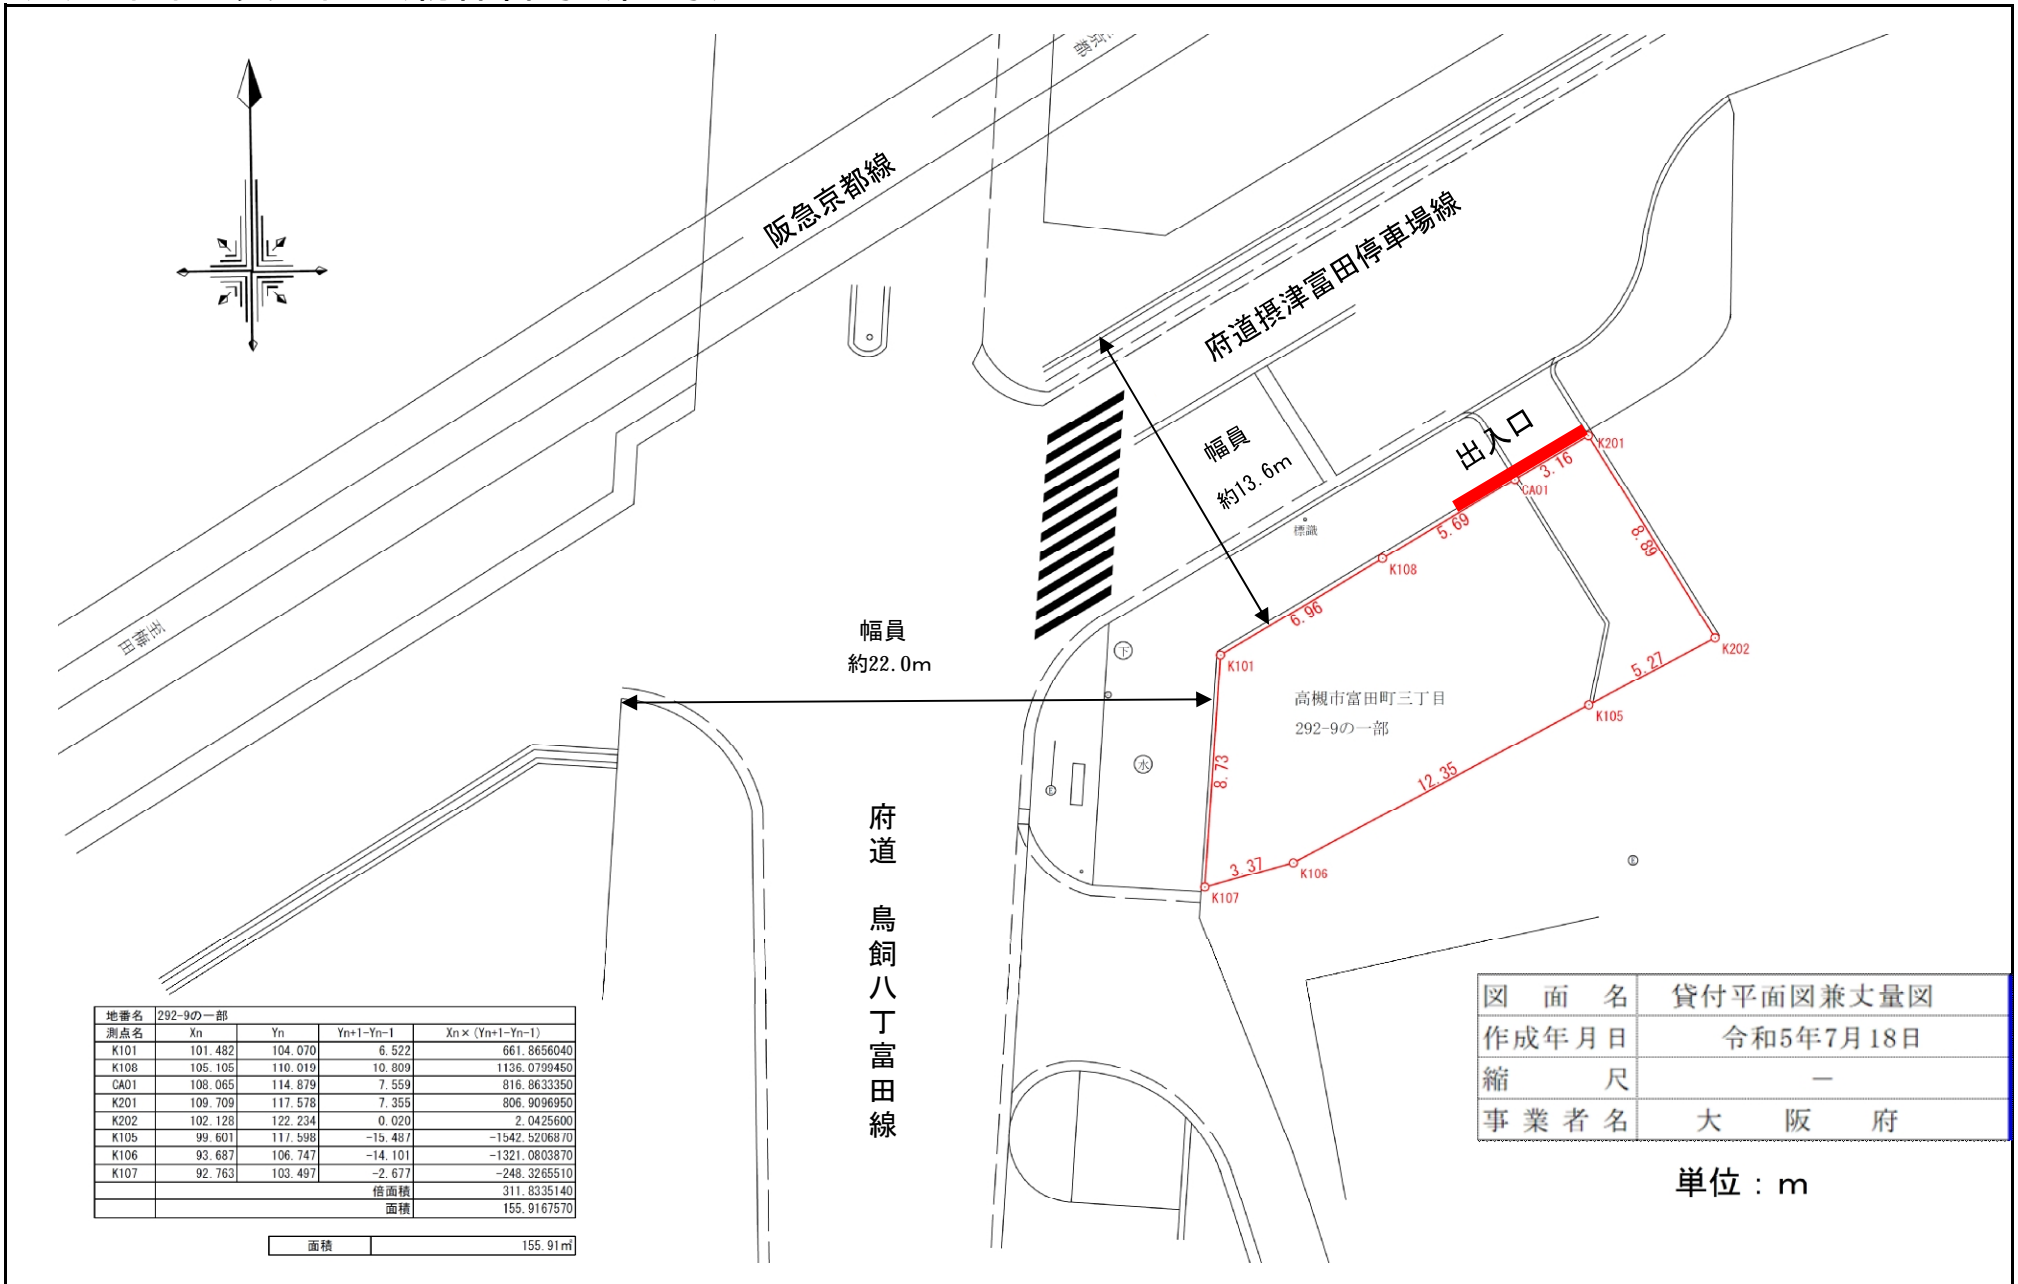 阪急京都線
府道摂津富田停車場線
幅員
約13.6m
出入口
標識
K201
3.16
CA01
5.69
8.89
K108
6.96
K101
K202
5.27
K105
高槻市富田町三丁目
292-9の一部
8.73
12.35
3.37
K106
K107
下
水
幅員
約22.0m
府道 鳥飼八丁富田線
地番名 292-9の一部
測点名 Xn Yn Yn+1-Yn-1 Xn×(Yn+1-Yn-1)
K101 101.482 104.070 6.522 661.8656040
K108 105.105 110.019 10.809 1136.0799450
CA01 108.065 114.879 7.559 816.8633350
K201 109.709 117.578 7.355 806.9096950
K202 102.128 122.234 0.020 2.0425600
K105 99.601 117.598 -15.487 -1542.5206870
K106 93.687 106.747 -14.101 -1321.0803870
K107 92.763 103.497 -2.677 -248.3265510
倍面積 311.8335140
面積 155.9167570
面積 155.91㎡
図面名 貸付平面図兼丈量図
作成年月日 令和5年7月18日
縮尺 －
事業者名 大阪府
単位：m